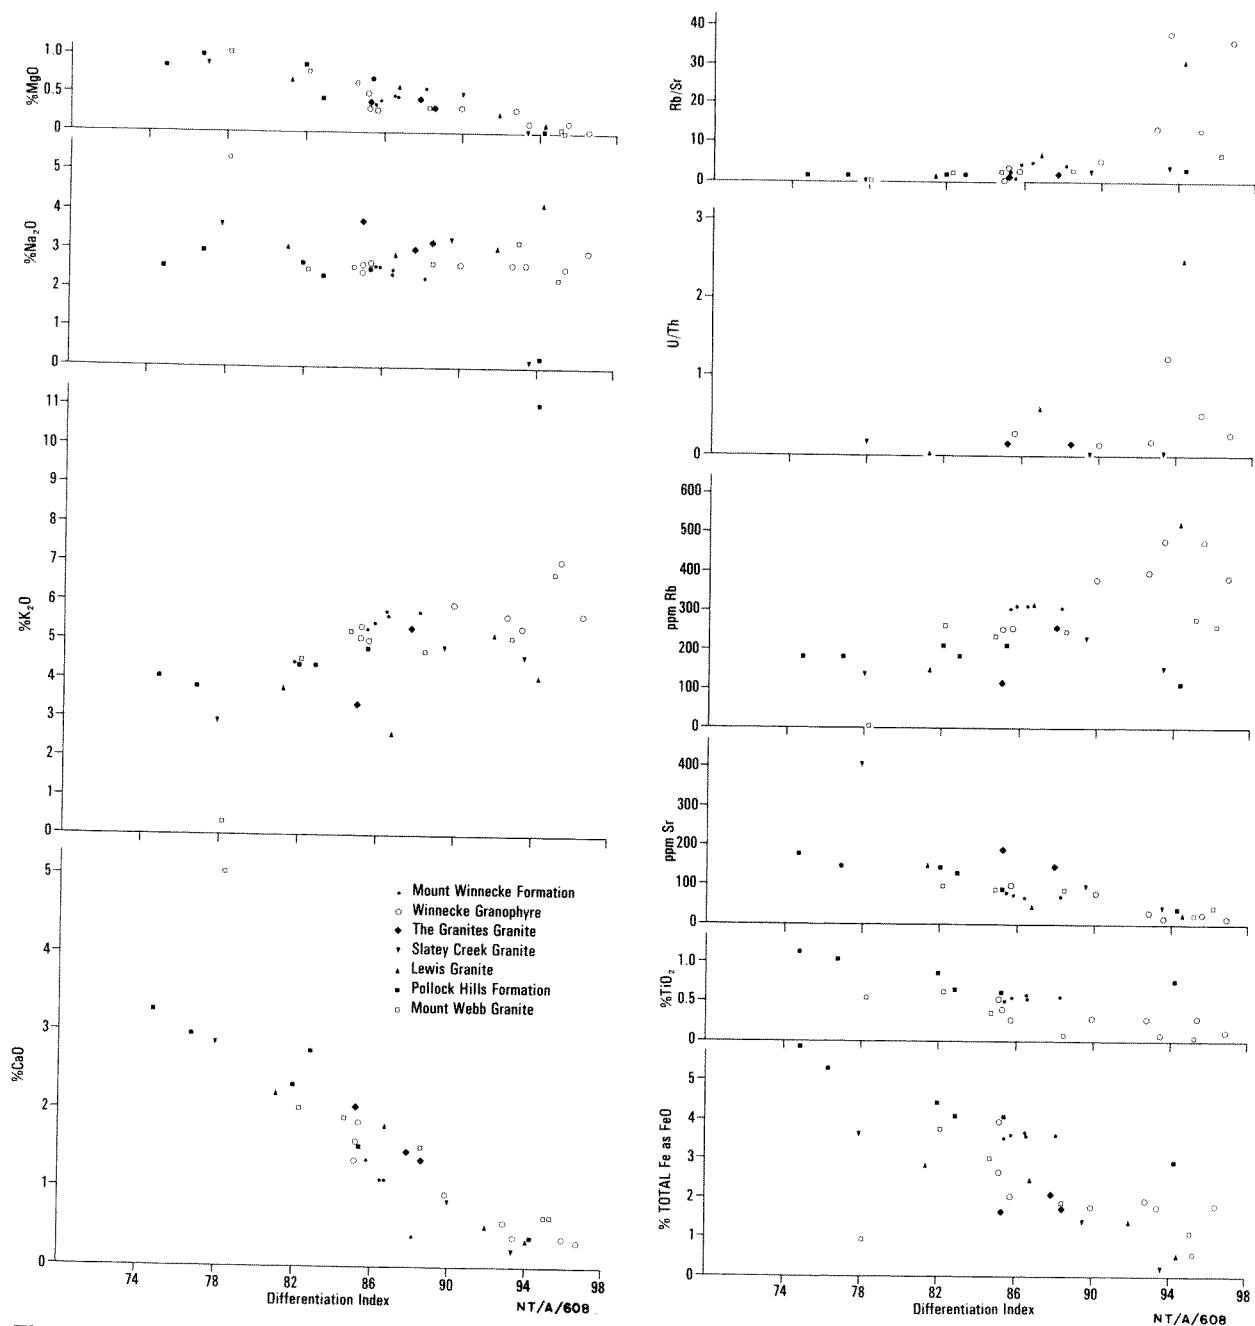 %MgO
1.0
0.5
0
%Na₂O
5
4
3
2
1
0
%K₂O
11
10
9
8
7
6
5
4
3
2
1
0
%CaO
5
4
3
2
1
0
Mount Winnecke Formation
Winnecke Granophyre
The Granites Granite
Slatey Creek Granite
Lewis Granite
Pollock Hills Formation
Mount Webb Granite
74 78 82 86 90 94 98
Differentiation Index
NT/A/608
Rb/Sr
40
30
20
10
0
U/Th
3
2
1
0
ppm Rb
600
500
400
300
200
100
0
ppm Sr
400
300
200
100
0
%TiO₂
1.0
0.5
0
% TOTAL Fe as FeO
5
4
3
2
1
0
74 78 82 86 90 94 98
Differentiation Index
NT/A/608